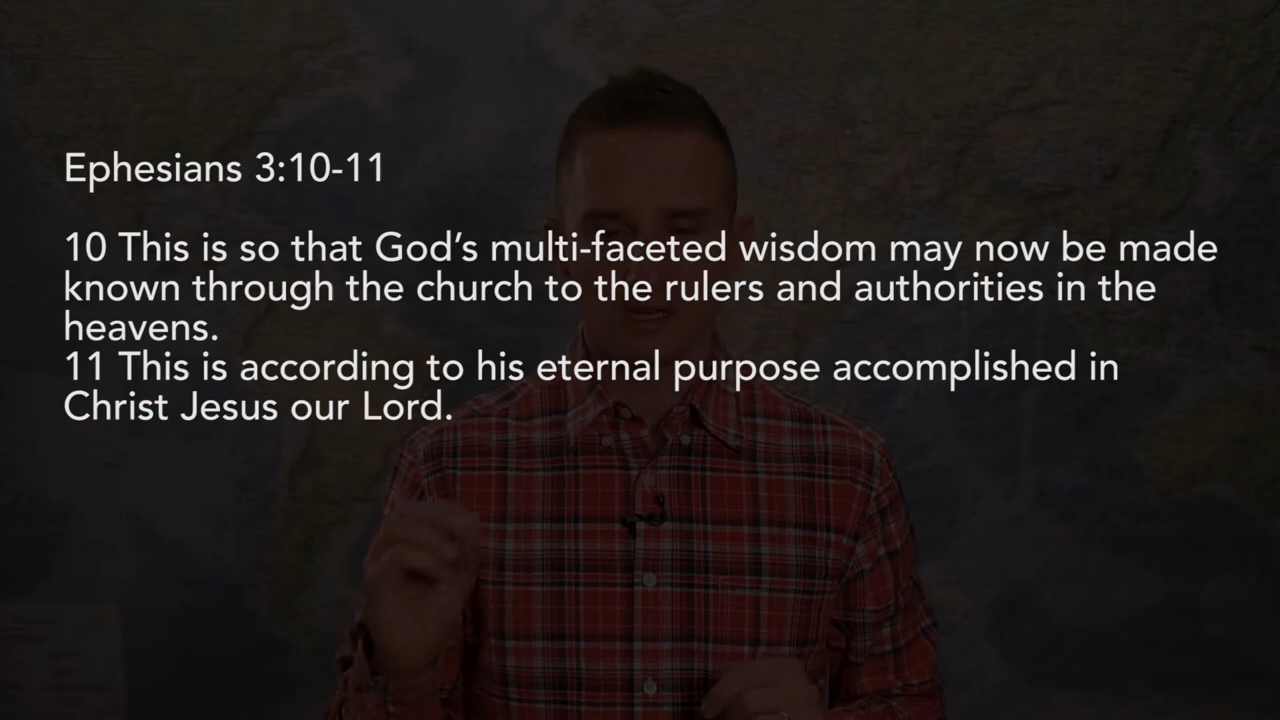 Ephesians 3:10-11
10 This is so that God’s multi-faceted wisdom may now be made
known through the church to the rulers and authorities in the
heavens.
11 This is according to his eternal purpose accomplished in
Christ Jesus our Lord.